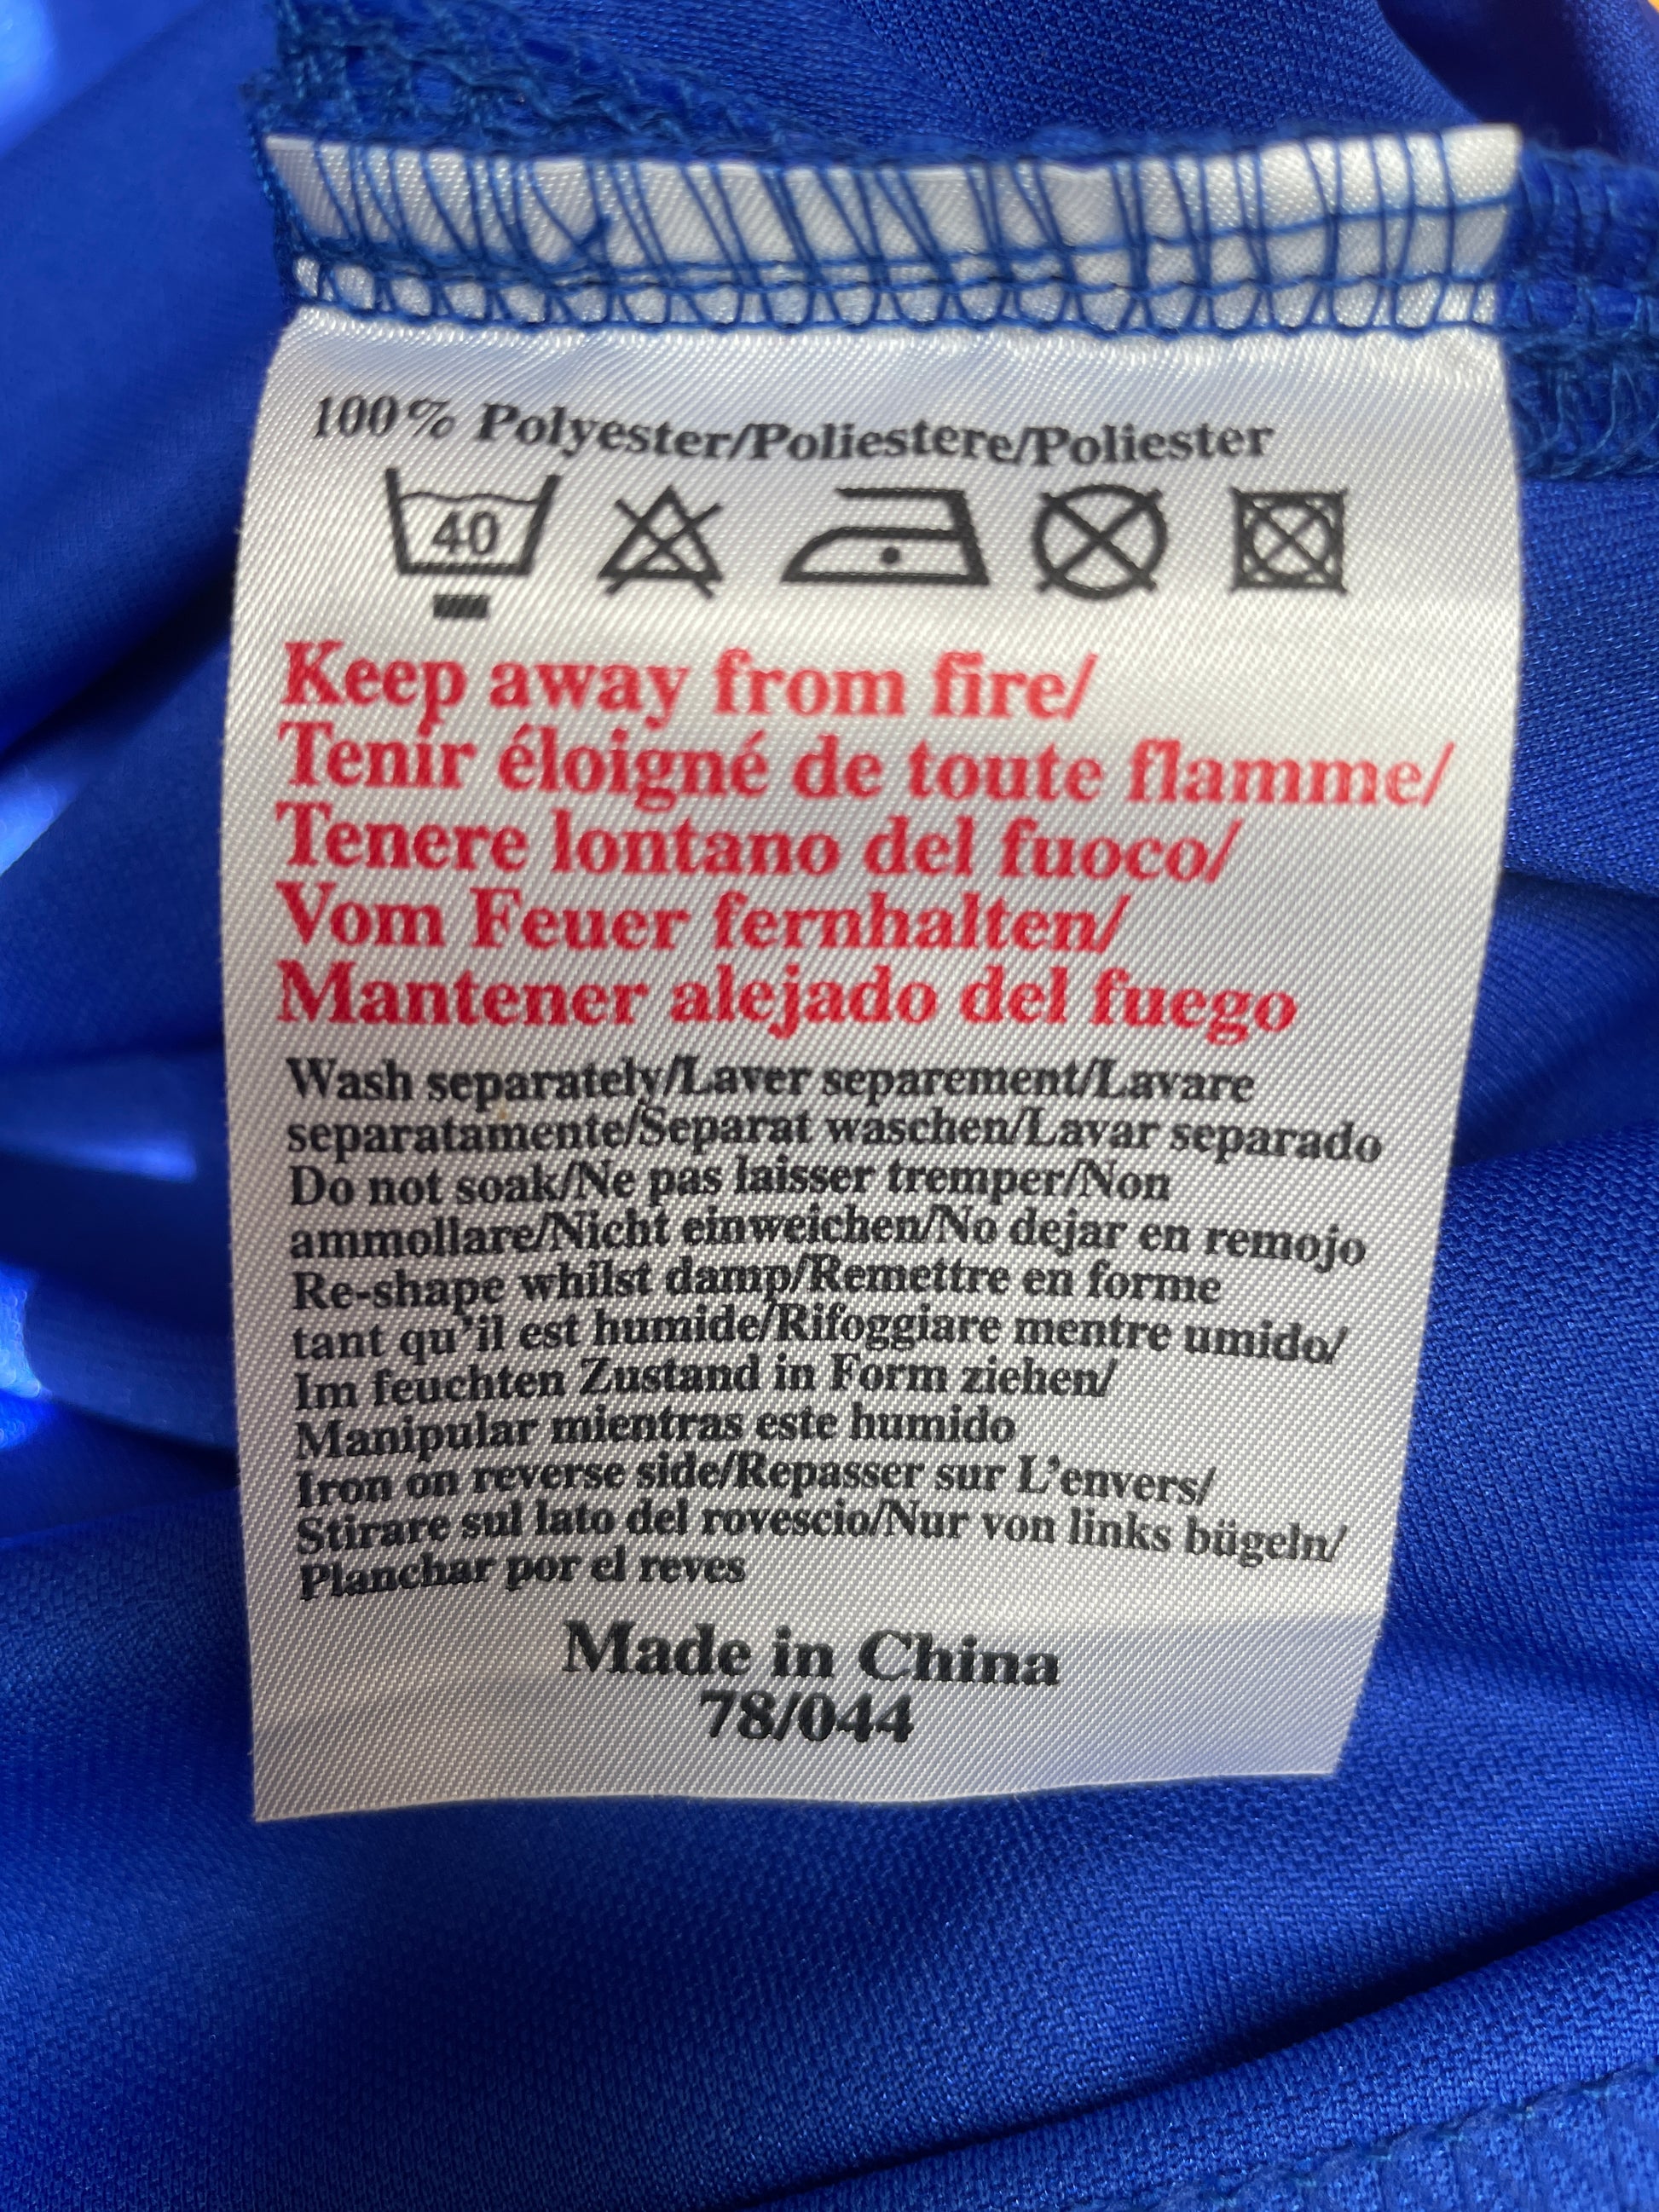 100% Polyester/Poliestere/Poliester
40
Keep away from fire/
Tenir éloigné de toute flamme/
Tenere lontano del fuoco/
Vom Feuer fernhalten/
Mantener alejado del fuego
Wash separately/Laver separement/Lavare
separatamente/Separat waschen/Lavar separado
Do not soak/Ne pas laisser tremper/Non
ammollare/Nicht einweichen/No dejar en remojo
Re-shape whilst damp/Remettre en forme
tant qu'il est humide/Rifoggiare mentre umido/
Im feuchten Zustand in Form ziehen/
Manipular mientras este humido
Iron on reverse side/Repasser sur L'envers/
Stirare sul lato del rovescio/Nur von links bügeln/
Planchar por el reves
Made in China
78/044